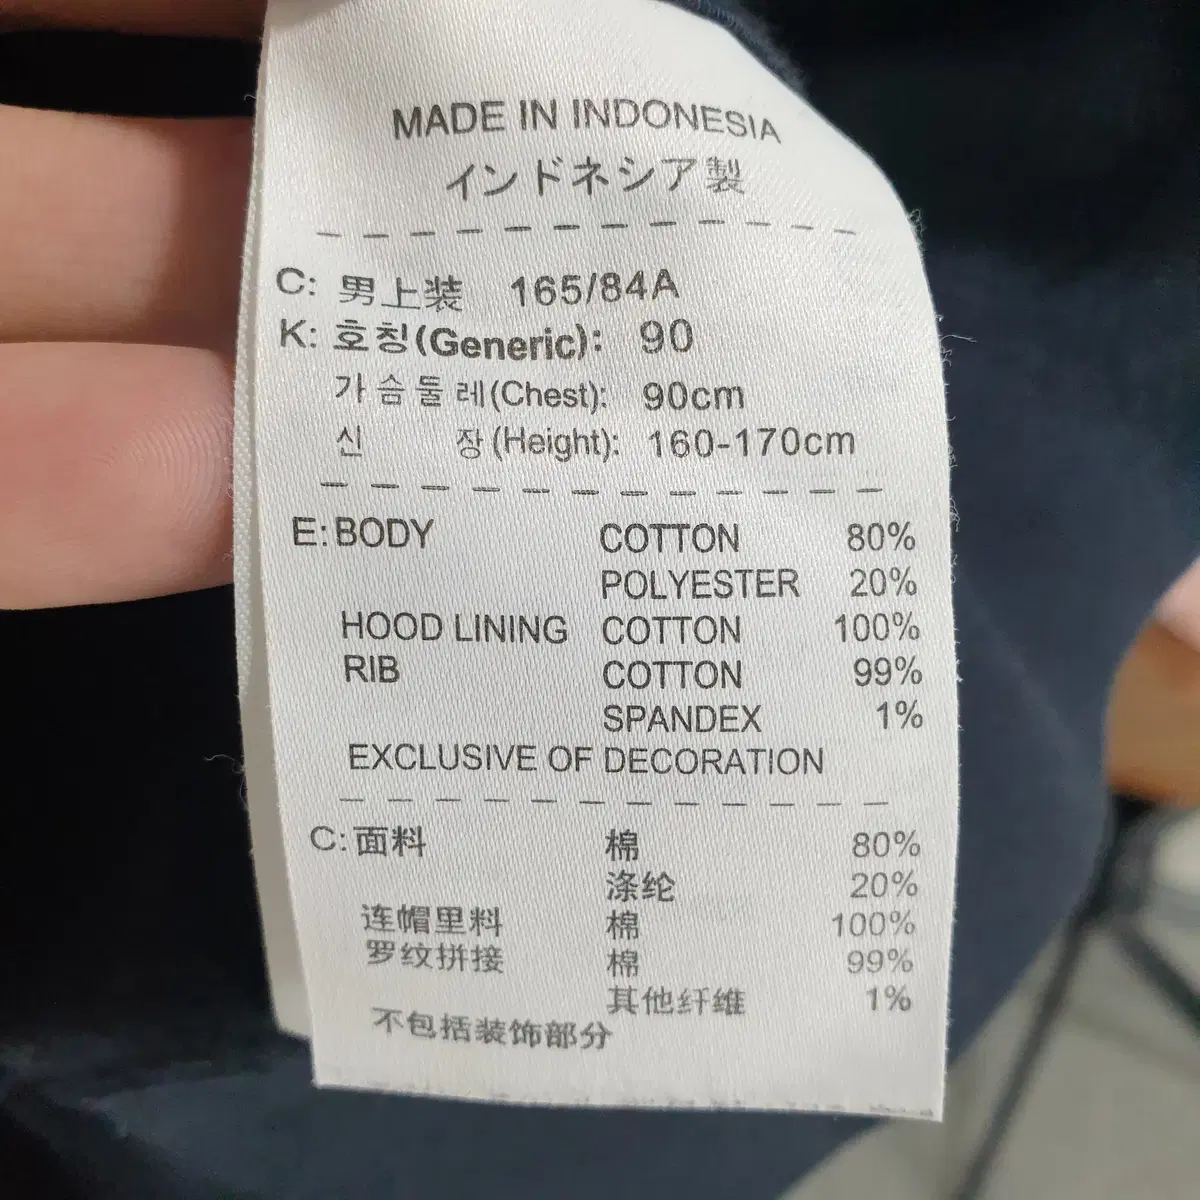 MADE IN INDONESIA
インドネシア製
C: 男上装 165/84A
K: 호칭(Generic): 90
가슴둘레(Chest): 90cm
신 장(Height): 160-170cm
E: BODY COTTON 80%
POLYESTER 20%
HOOD LINING COTTON 100%
RIB COTTON 99%
SPANDEX 1%
EXCLUSIVE OF DECORATION
C: 面料 棉 80%
涤纶 20%
连帽里料 棉 100%
罗纹拼接 棉 99%
其他纤维 1%
不包括装饰部分